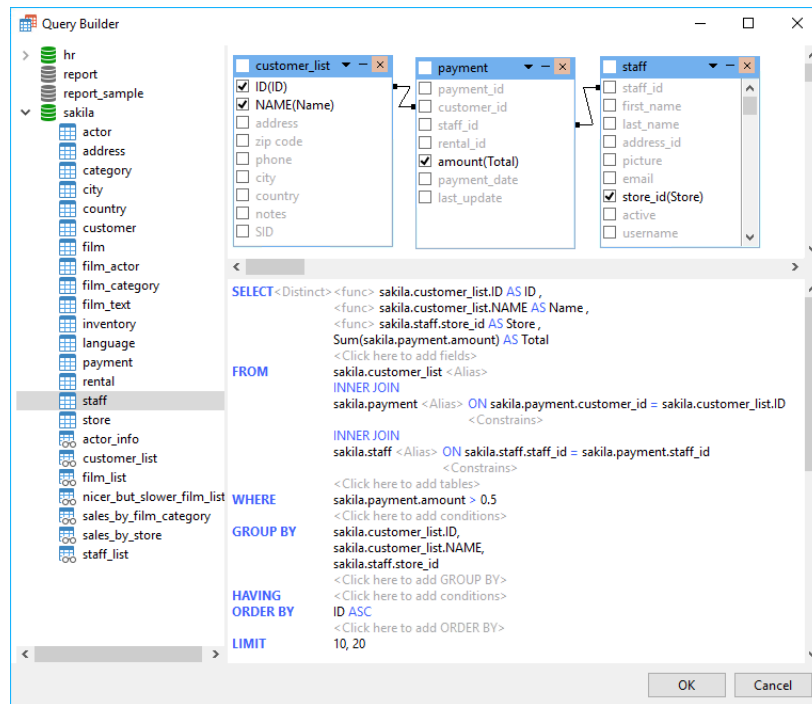 Query Builder
hr
report
report_sample
sakila
actor
address
category
city
country
customer
film
film_actor
film_category
film_text
inventory
language
payment
rental
staff
store
actor_info
customer_list
film_list
nicer_but_slower_film_list
sales_by_film_category
sales_by_store
staff_list
customer_list
ID(ID)
NAME(Name)
address
zip code
phone
city
country
notes
SID
payment
payment_id
customer_id
staff_id
rental_id
amount(Total)
payment_date
last_update
staff
staff_id
first_name
last_name
address_id
picture
email
store_id(Store)
active
username
SELECT <Distinct> <func> sakila.customer_list.ID AS ID ,
<func> sakila.customer_list.NAME AS Name ,
<func> sakila.staff.store_id AS Store ,
Sum(sakila.payment.amount) AS Total
<Click here to add fields>
FROM sakila.customer_list <Alias>
INNER JOIN
sakila.payment <Alias> ON sakila.payment.customer_id = sakila.customer_list.ID
<Constrains>
INNER JOIN
sakila.staff <Alias> ON sakila.staff.staff_id = sakila.payment.staff_id
<Constrains>
<Click here to add tables>
WHERE sakila.payment.amount > 0.5
<Click here to add conditions>
GROUP BY sakila.customer_list.ID,
sakila.customer_list.NAME,
sakila.staff.store_id
<Click here to add GROUP BY>
HAVING <Click here to add conditions>
ORDER BY ID ASC
<Click here to add ORDER BY>
LIMIT 10, 20
OK
Cancel